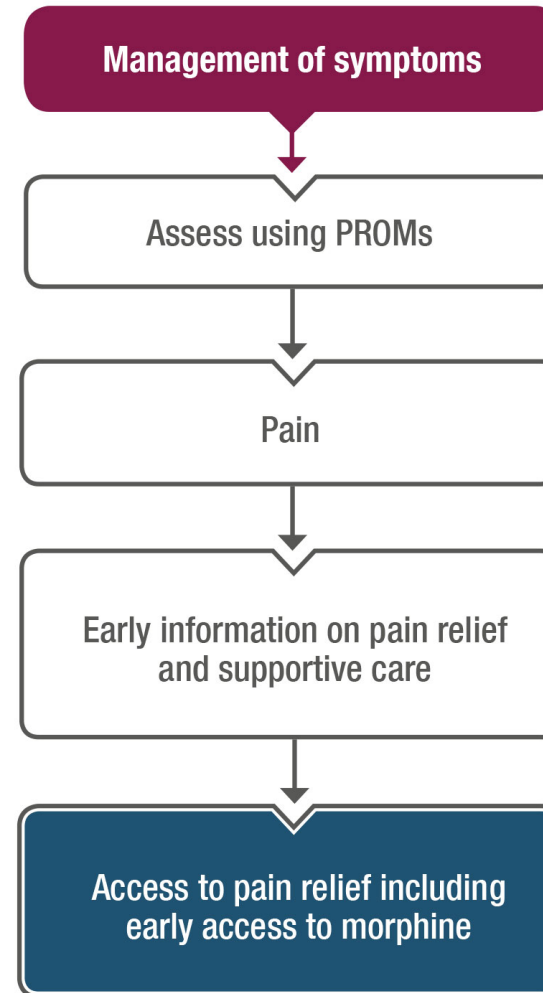 Management of symptoms
Assess using PROMs
Pain
Early information on pain relief
and supportive care
Access to pain relief including
early access to morphine